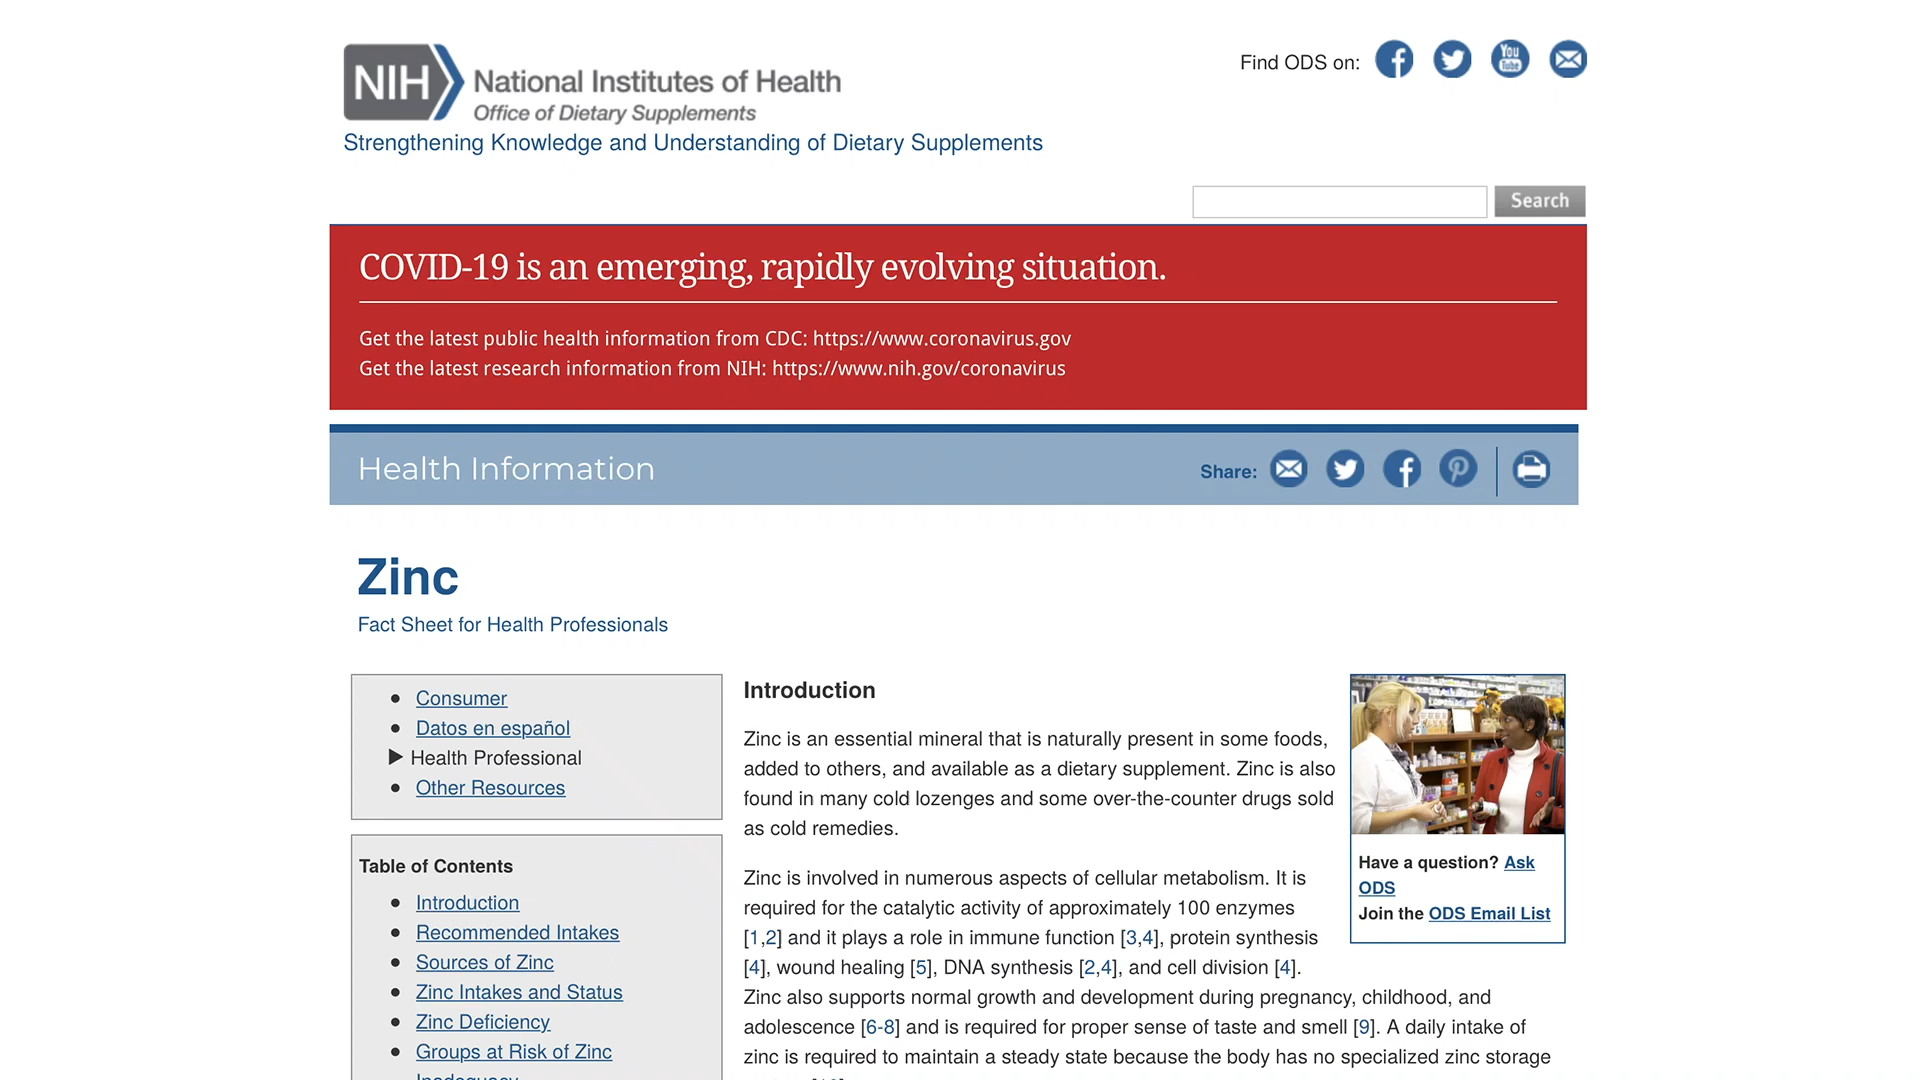 NIH National Institutes of Health
Office of Dietary Supplements
Strengthening Knowledge and Understanding of Dietary Supplements
Find ODS on:
You
Tube
Search
COVID-19 is an emerging, rapidly evolving situation.
Get the latest public health information from CDC: https://www.coronavirus.gov
Get the latest research information from NIH: https://www.nih.gov/coronavirus
Health Information
Share:
Zinc
Fact Sheet for Health Professionals
Consumer
Datos en español
Health Professional
Other Resources
Table of Contents
Introduction
Recommended Intakes
Sources of Zinc
Zinc Intakes and Status
Zinc Deficiency
Groups at Risk of Zinc
Introduction
Zinc is an essential mineral that is naturally present in some foods,
added to others, and available as a dietary supplement. Zinc is also
found in many cold lozenges and some over-the-counter drugs sold
as cold remedies.
Zinc is involved in numerous aspects of cellular metabolism. It is
required for the catalytic activity of approximately 100 enzymes
[1,2] and it plays a role in immune function [3,4], protein synthesis
[4], wound healing [5], DNA synthesis [2,4], and cell division [4].
Zinc also supports normal growth and development during pregnancy, childhood, and
adolescence [6-8] and is required for proper sense of taste and smell [9]. A daily intake of
zinc is required to maintain a steady state because the body has no specialized zinc storage
Have a question? Ask
ODS
Join the ODS Email List